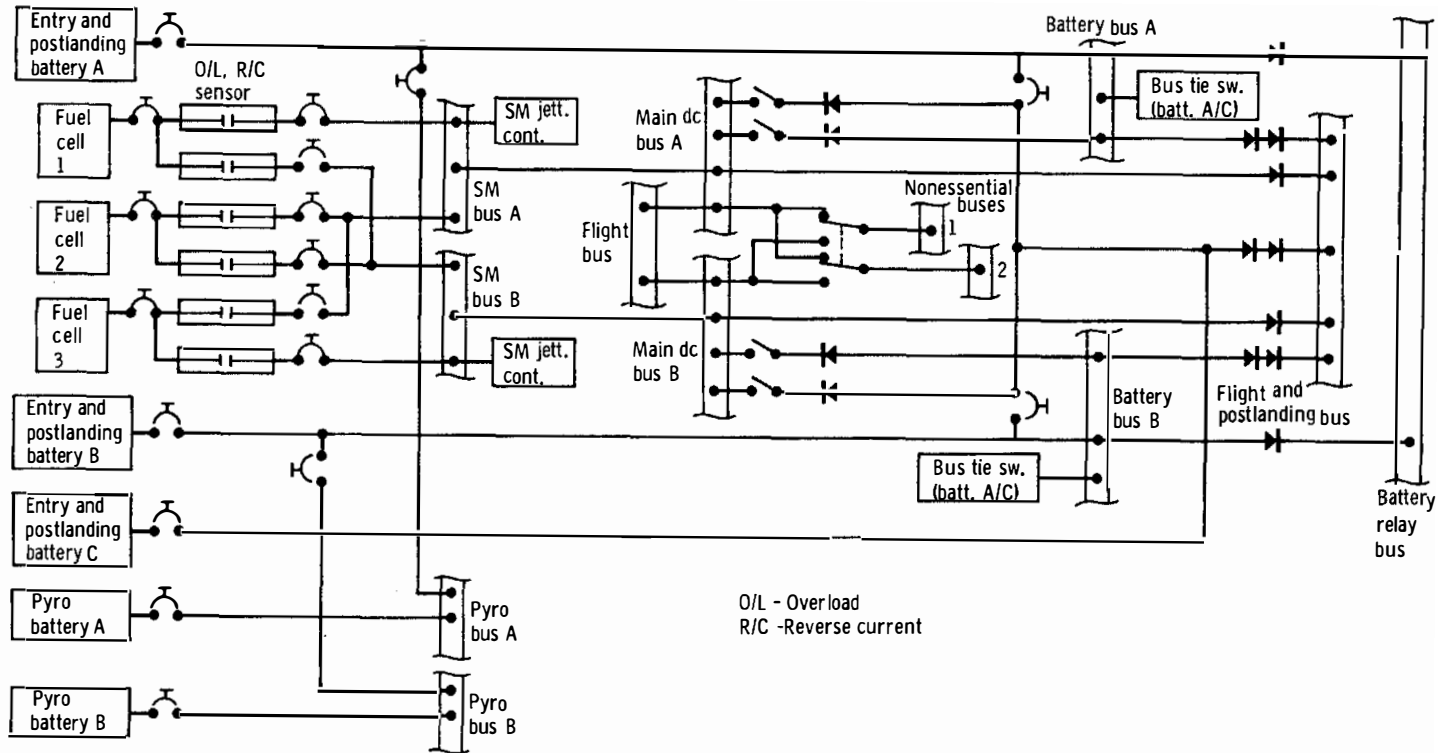 Entry and
postlanding
battery A
O/L, R/C
sensor
Fuel
cell
1
Fuel
cell
2
Fuel
cell
3
SM jett.
cont.
SM
bus A
SM
bus B
SM jett.
cont.
Battery bus A
Bus tie sw.
(batt. A/C)
Main dc
bus A
Nonessential
buses
1
2
Flight
bus
Main dc
bus B
Battery
bus B
Flight and
postlanding bus
Bus tie sw.
(batt. A/C)
Battery
relay
bus
Entry and
postlanding
battery B
Entry and
postlanding
battery C
Pyro
battery A
Pyro
battery B
Pyro
bus A
Pyro
bus B
O/L - Overload
R/C -Reverse current